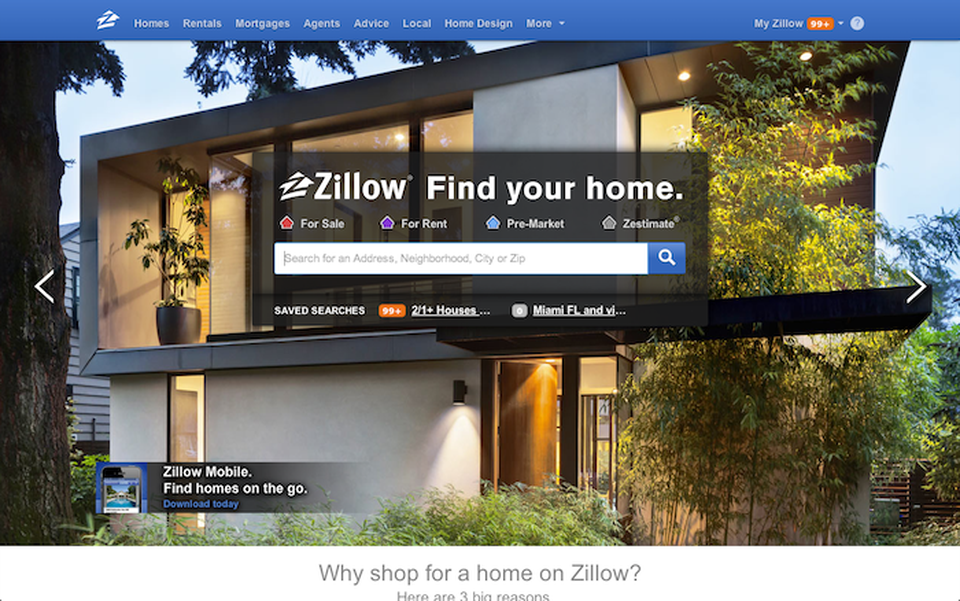 Homes Rentals Mortgages Agents Advice Local Home Design More My Zillow 99+ ?
Zillow® Find your home.
For Sale For Rent Pre-Market Zestimate®
Search for an Address, Neighborhood, City or Zip
SAVED SEARCHES 99+ 2/1+ Houses ... 0 Miami FL and vi...
Zillow Mobile.
Find homes on the go.
Download today
Why shop for a home on Zillow?
Here are 3 big reasons